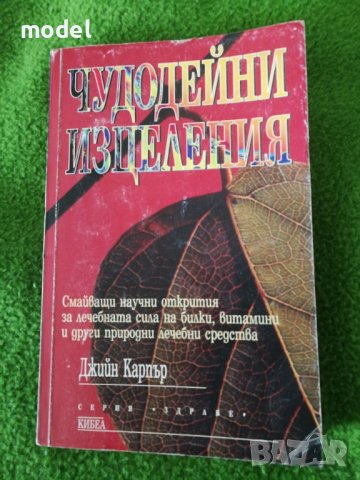 model
ЧУДОДЕЙНИ
ИЗЦЕЛЕНИЯ
Смайващи научни открития
за лечебната сила на билки, витамини
и други природни лечебни средства
Джийн Карпър
СЕРИЯ "ЗДРАВЕ"
КИБЕА
BAZAR